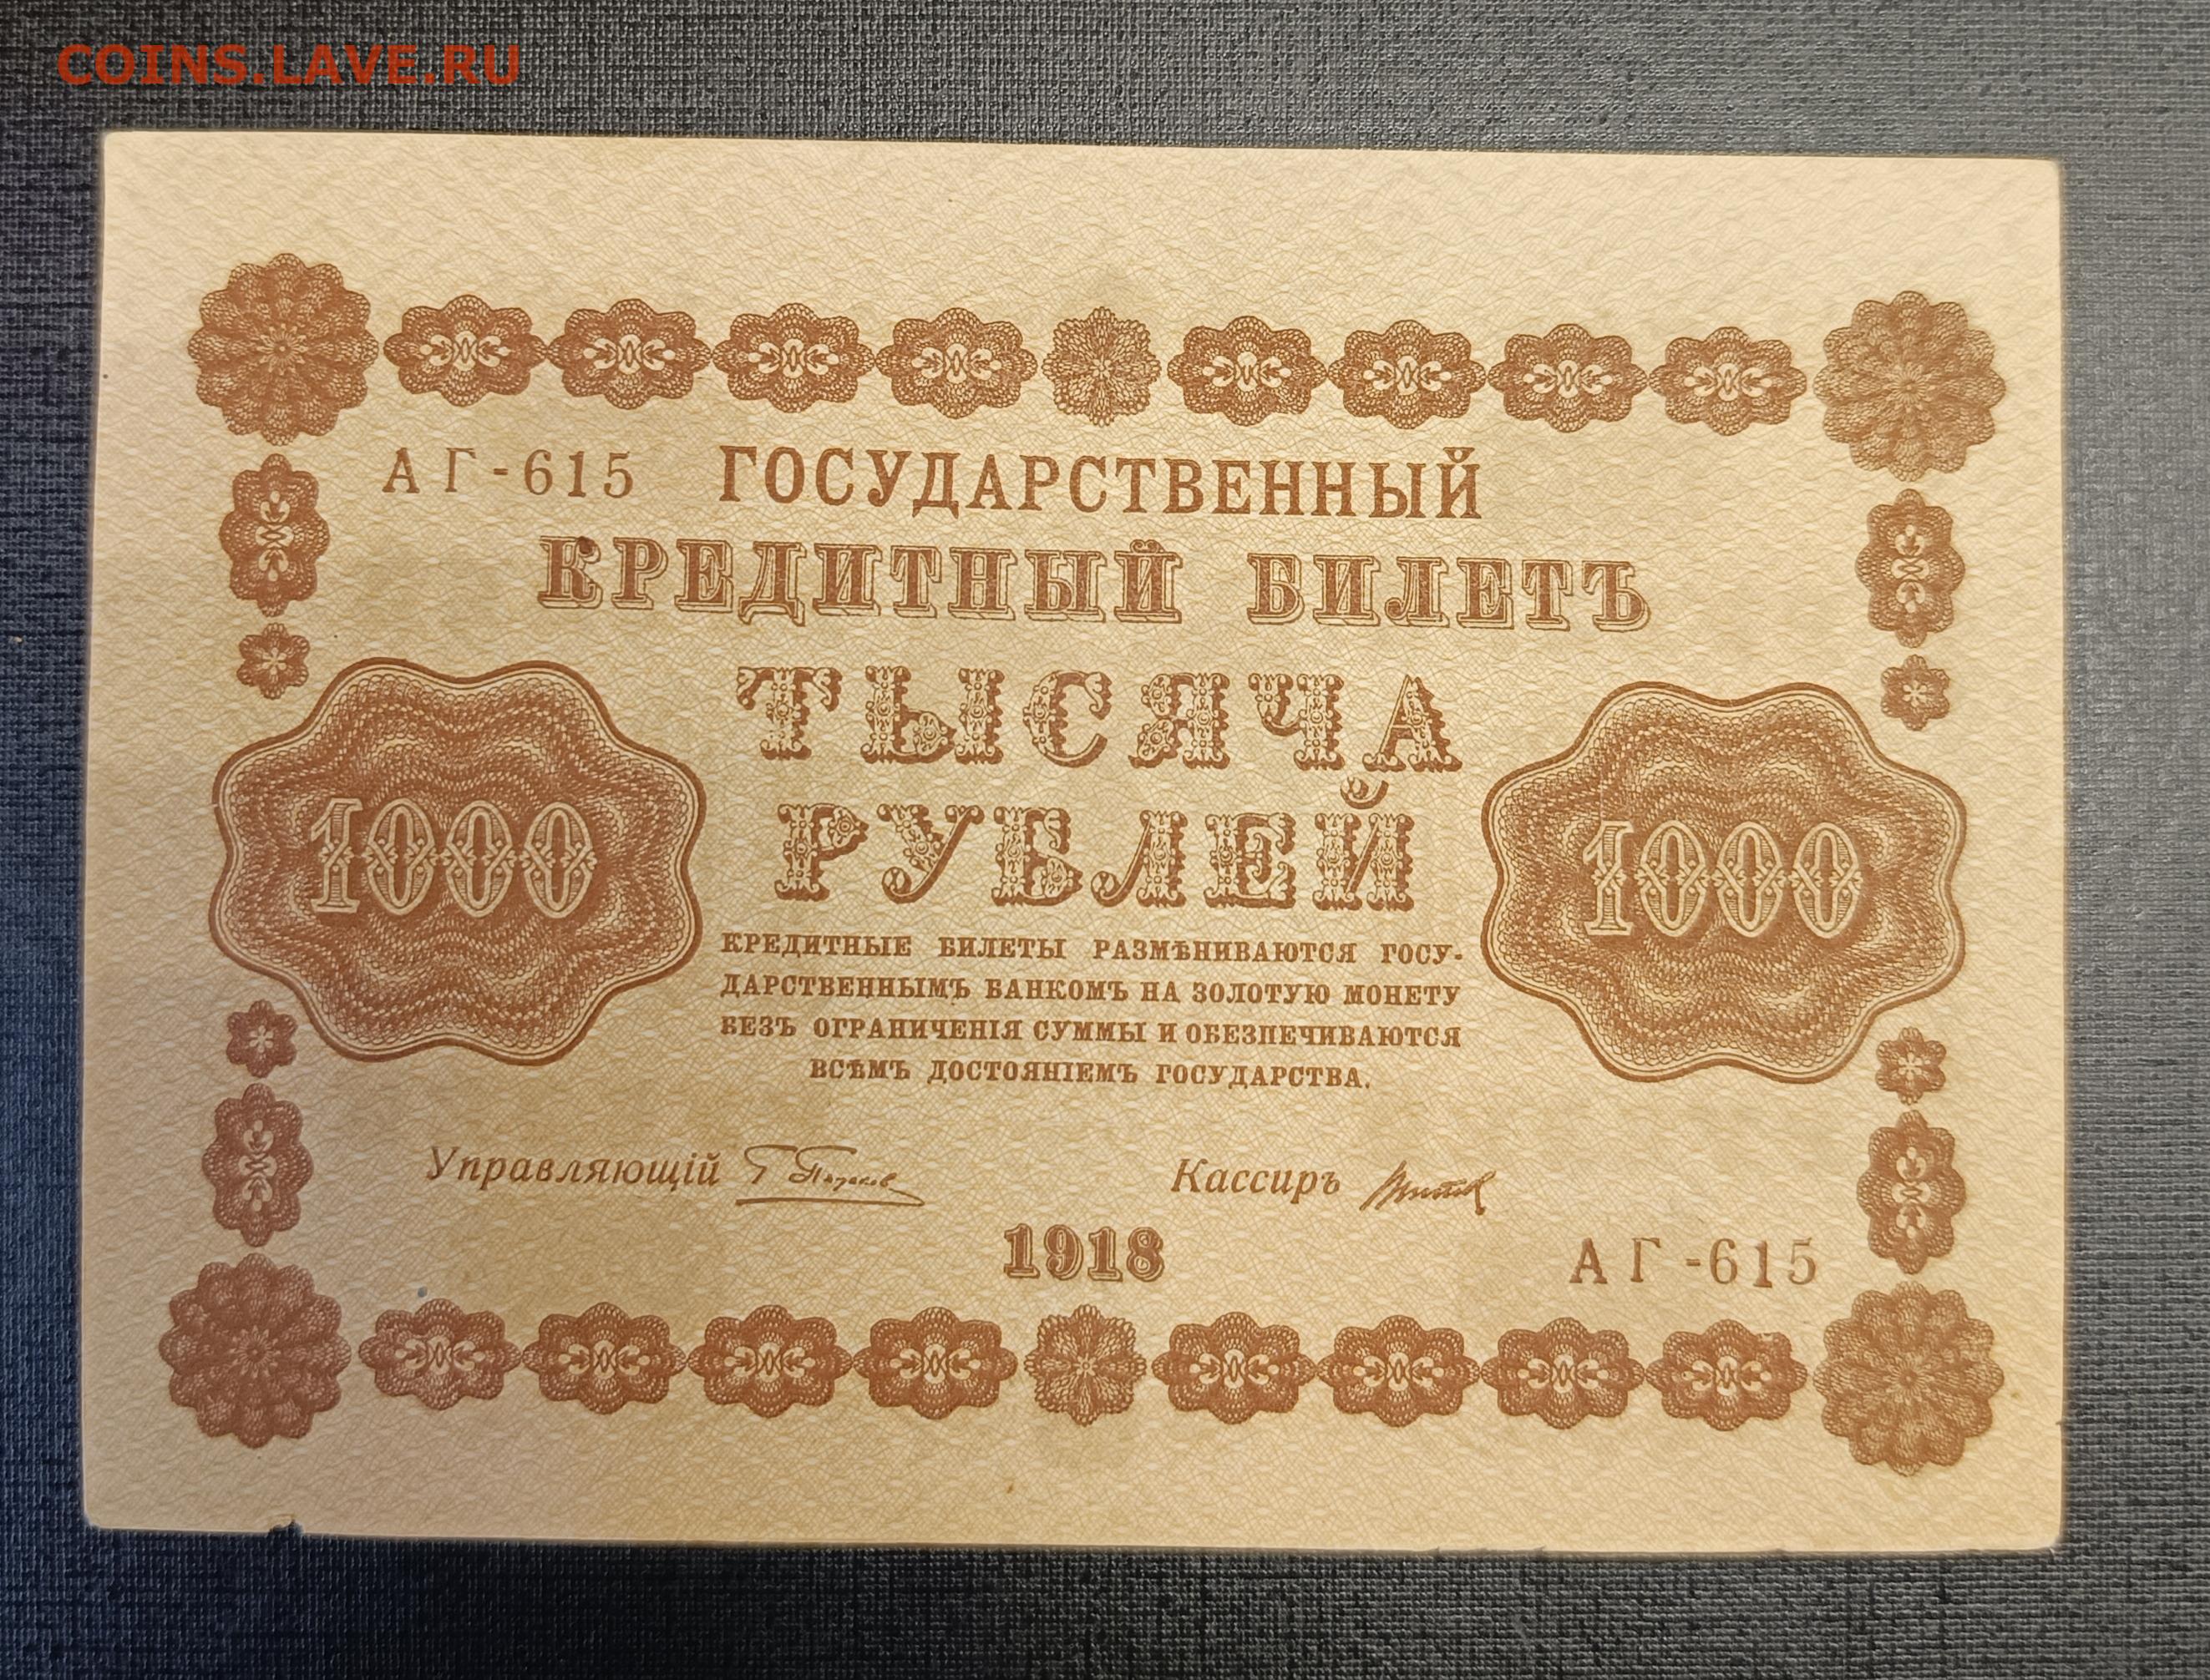 COINS.LAVE.RU
АГ-615 ГОСУДАРСТВЕННЫЙ
КРЕДИТНЫЙ БИЛЕТЪ
ТЫСЯЧА
РУБЛЕЙ
1000 1000
КРЕДИТНЫЕ БИЛЕТЫ РАЗМѢНИВАЮТСЯ ГОСУ-
ДАРСТВЕННЫМЪ БАНКОМЪ НА ЗОЛОТУЮ МОНЕТУ
БЕЗЪ ОГРАНИЧЕНІЯ СУММЫ И ОБЕЗПЕЧИВАЮТСЯ
ВСѢМЪ ДОСТОЯНІЕМЪ ГОСУДАРСТВА.
Управляющій Кассиръ
1918
АГ-615